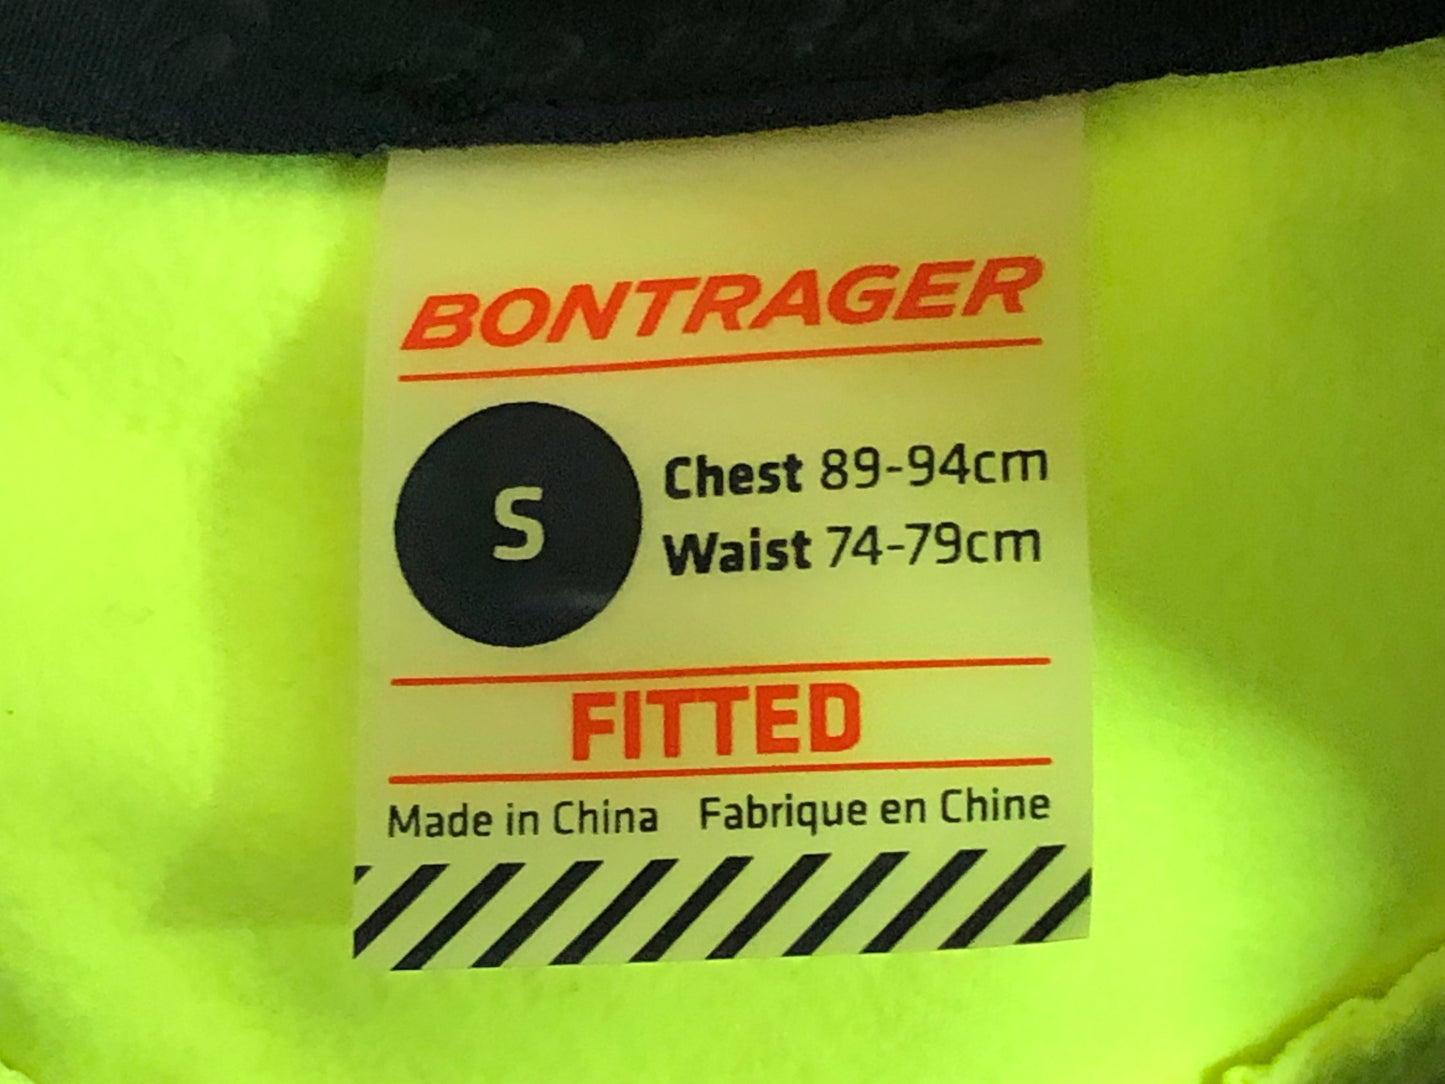 BONTRAGER
S
Chest 89-94cm
Waist 74-79cm
FITTED
Made in China Fabrique en Chine